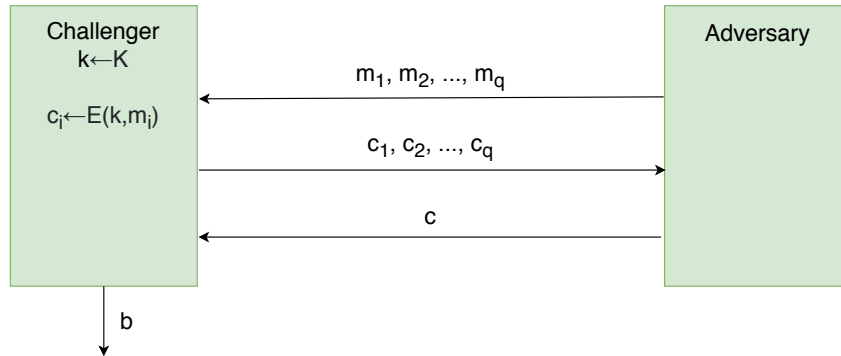 Challenger
k←K
c_i←E(k,m_i)
Adversary
m_1, m_2, ..., m_q
c_1, c_2, ..., c_q
c
b